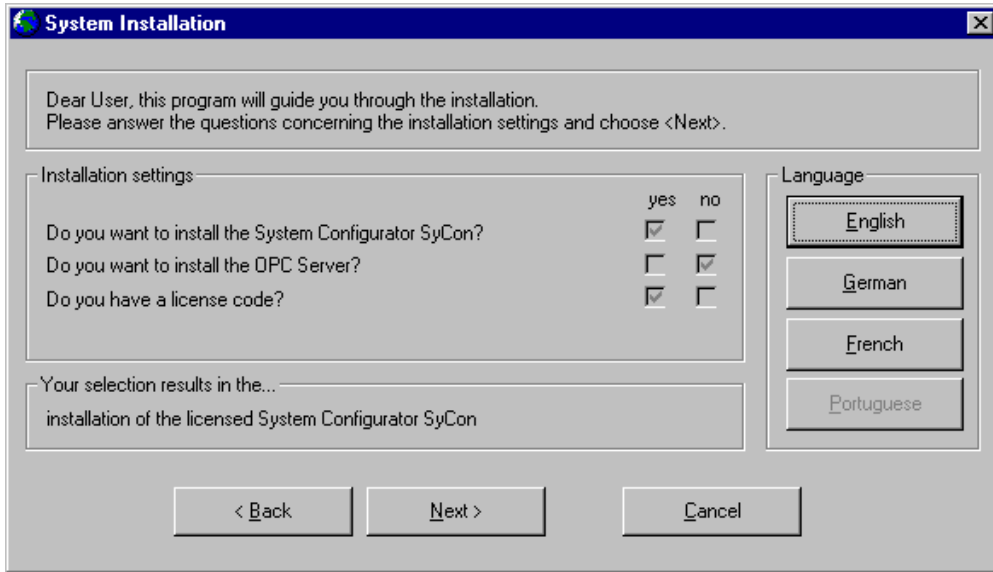 System Installation
Dear User, this program will guide you through the installation.
Please answer the questions concerning the installation settings and choose <Next>.
Installation settings
yes no
Do you want to install the System Configurator SyCon?
Do you want to install the OPC Server?
Do you have a license code?
Your selection results in the...
installation of the licensed System Configurator SyCon
Language
English
German
French
Portuguese
< Back
Next >
Cancel